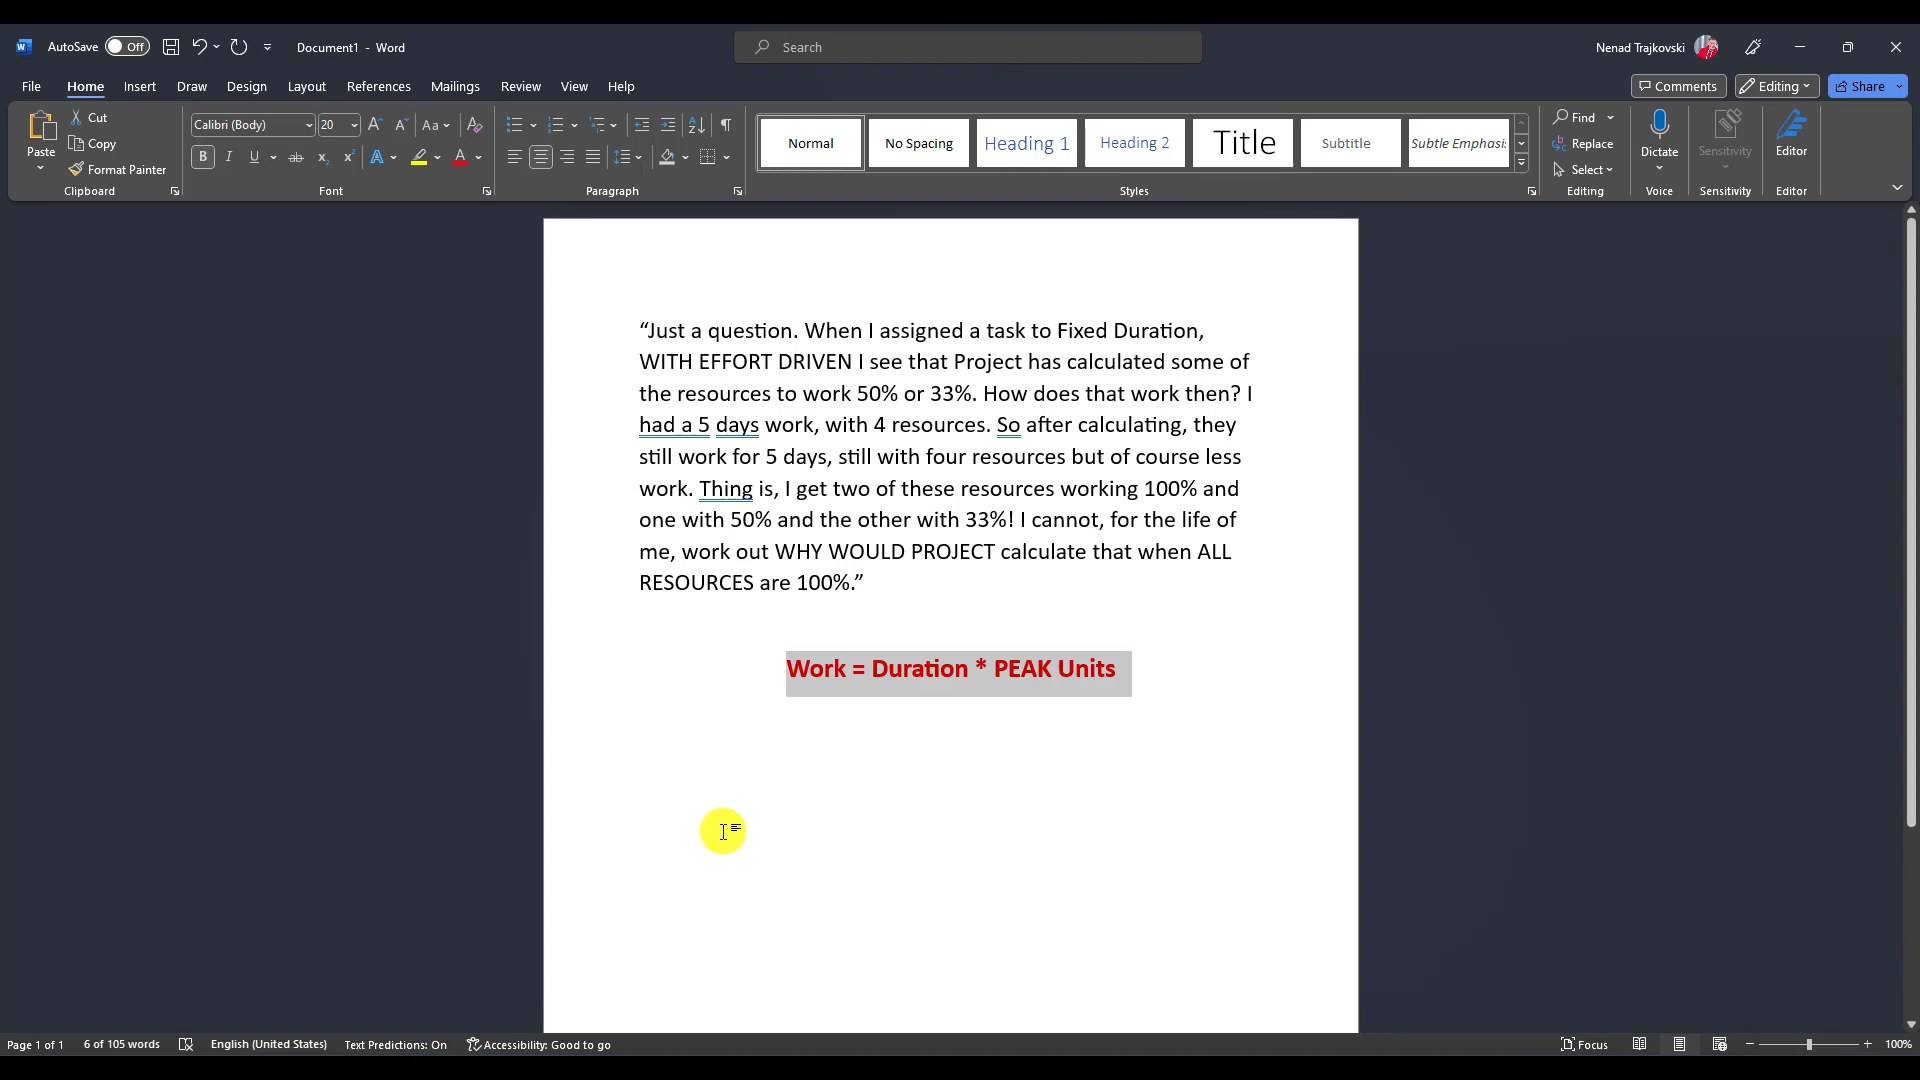 AutoSave Off Document1 - Word Search Nenad Trajkovski
File Home Insert Draw Design Layout References Mailings Review View Help Comments Editing Share
Paste Cut Copy Format Painter Clipboard
Calibri (Body) 20 Font
Paragraph
Normal No Spacing Heading 1 Heading 2 Title Subtitle Subtle Emphasi: Styles
Find Replace Select Editing
Dictate Voice
Sensitivity Sensitivity
Editor Editor
“Just a question. When I assigned a task to Fixed Duration,
WITH EFFORT DRIVEN I see that Project has calculated some of
the resources to work 50% or 33%. How does that work then? I
had a 5 days work, with 4 resources. So after calculating, they
still work for 5 days, still with four resources but of course less
work. Thing is, I get two of these resources working 100% and
one with 50% and the other with 33%! I cannot, for the life of
me, work out WHY WOULD PROJECT calculate that when ALL
RESOURCES are 100%.”
Work = Duration * PEAK Units
Page 1 of 1 6 of 105 words English (United States) Text Predictions: On Accessibility: Good to go Focus 100%